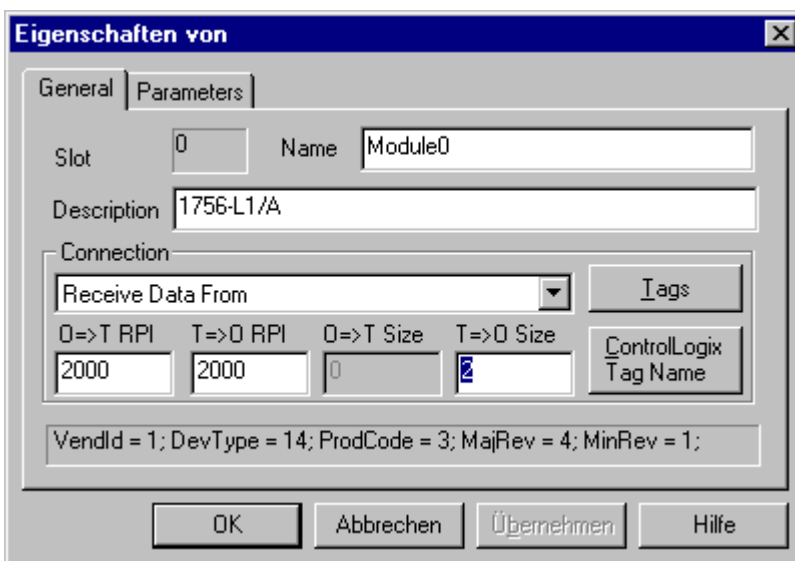 Eigenschaften von
General Parameters
Slot 0 Name Module0
Description 1756-L1/A
Connection
Receive Data From Tags
O=>T RPI T=>O RPI O=>T Size T=>O Size
2000 2000 0 2
ControlLogix
Tag Name
VendId = 1; DevType = 14; ProdCode = 3; MajRev = 4; MinRev = 1;
OK Abbrechen Übernehmen Hilfe